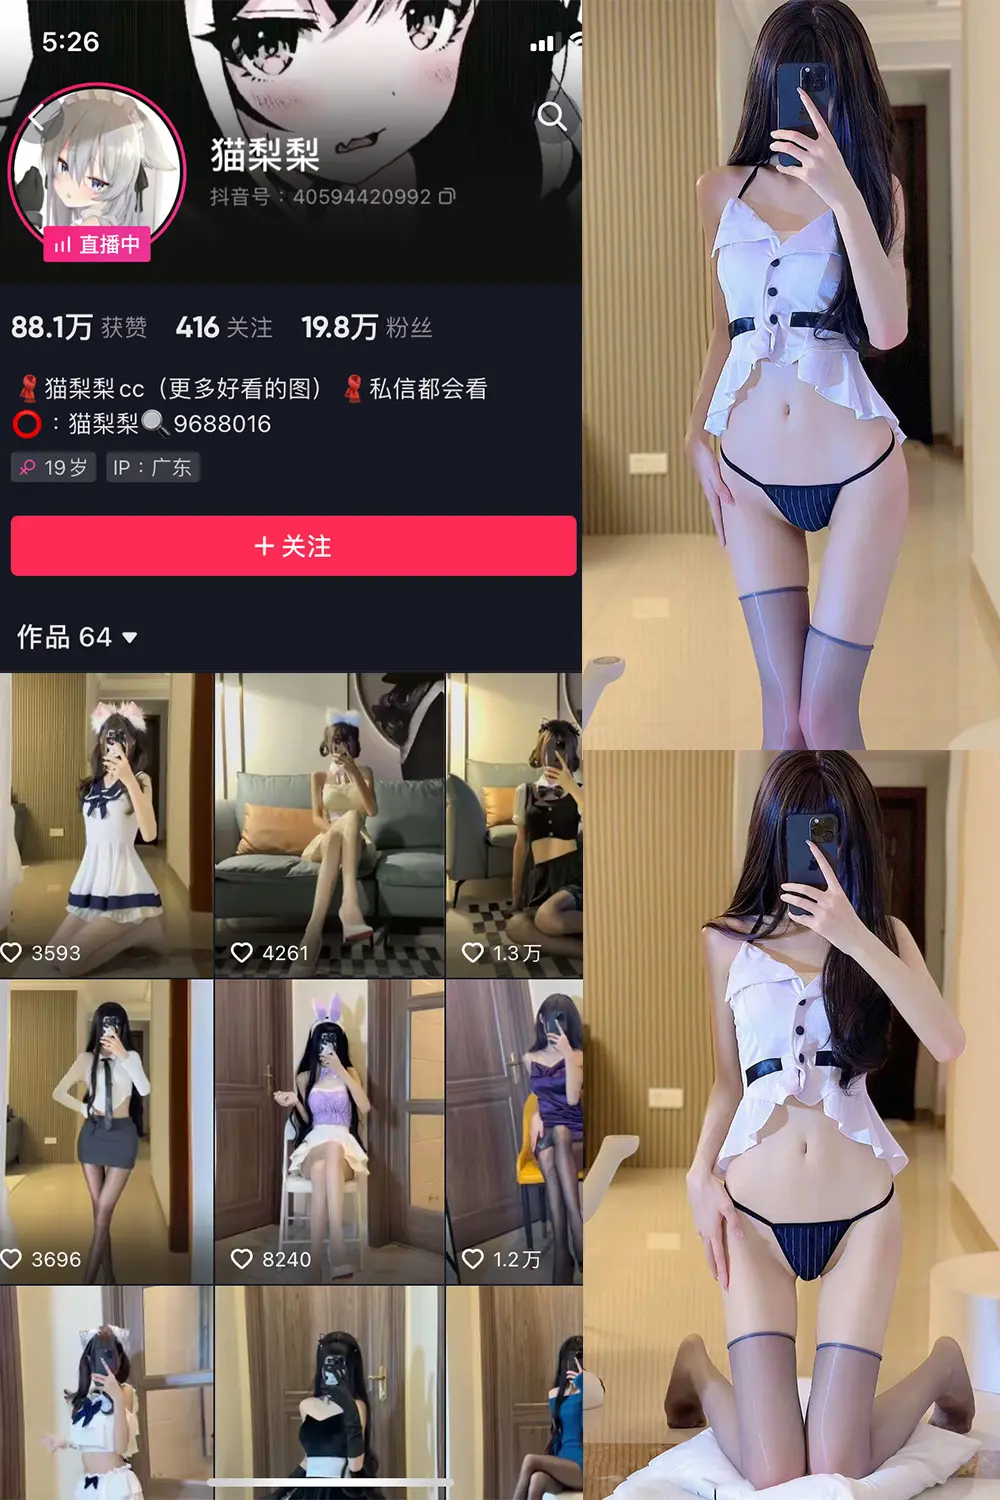 5:26
猫梨梨
抖音号：40594420992
直播中
88.1万 获赞 416 关注 19.8万 粉丝
猫梨梨cc（更多好看的图） 私信都会看
：猫梨梨🔍9688016
19岁 IP：广东
+ 关注
作品 64
3593 4261 1.3万
3696 8240 1.2万